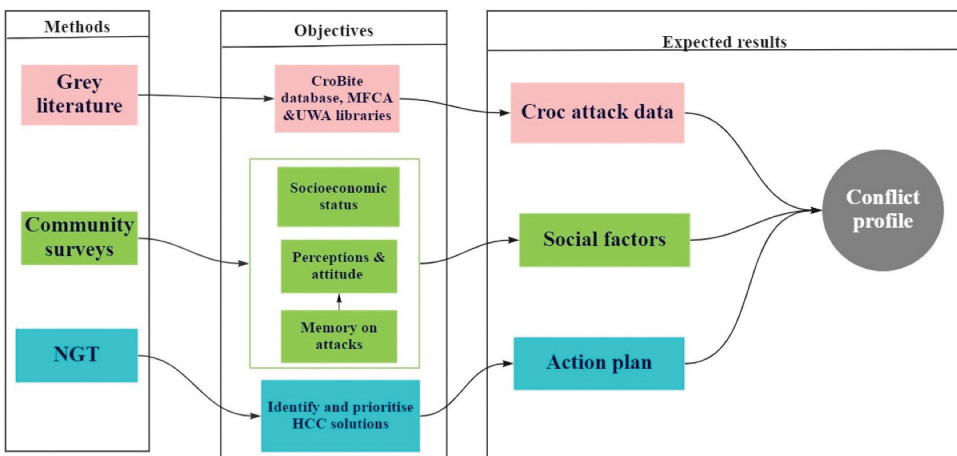 Methods
Grey
literature
Community
surveys
NGT
Objectives
CroBite
database, MFCA
&UWA libraries
Socioeconomic
status
Perceptions &
attitude
Memory on
attacks
Identify and prioritise
HCC solutions
Expected results
Croc attack data
Social factors
Action plan
Conflict
profile